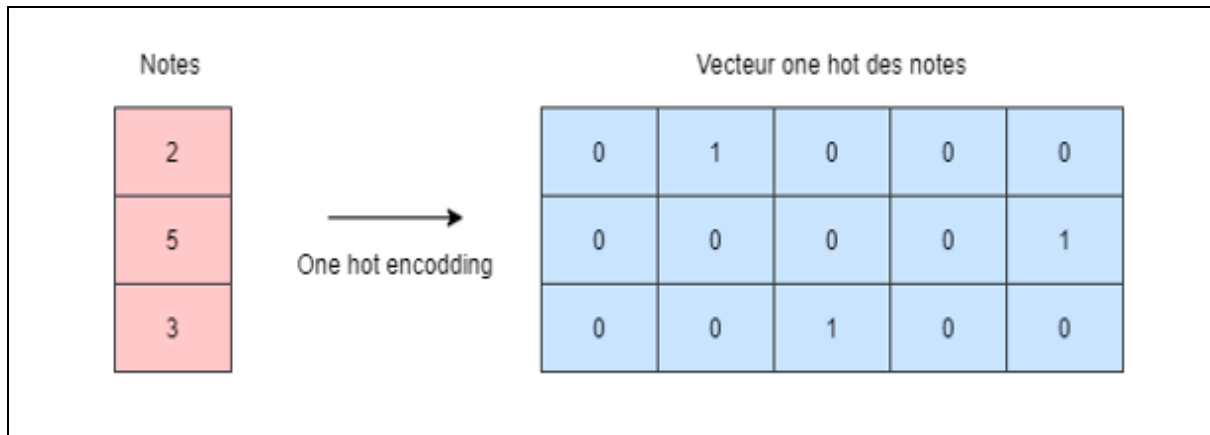 Notes
Vecteur one hot des notes
2
0 1 0 0 0
5
0 0 0 0 1
One hot encodding
3
0 0 1 0 0